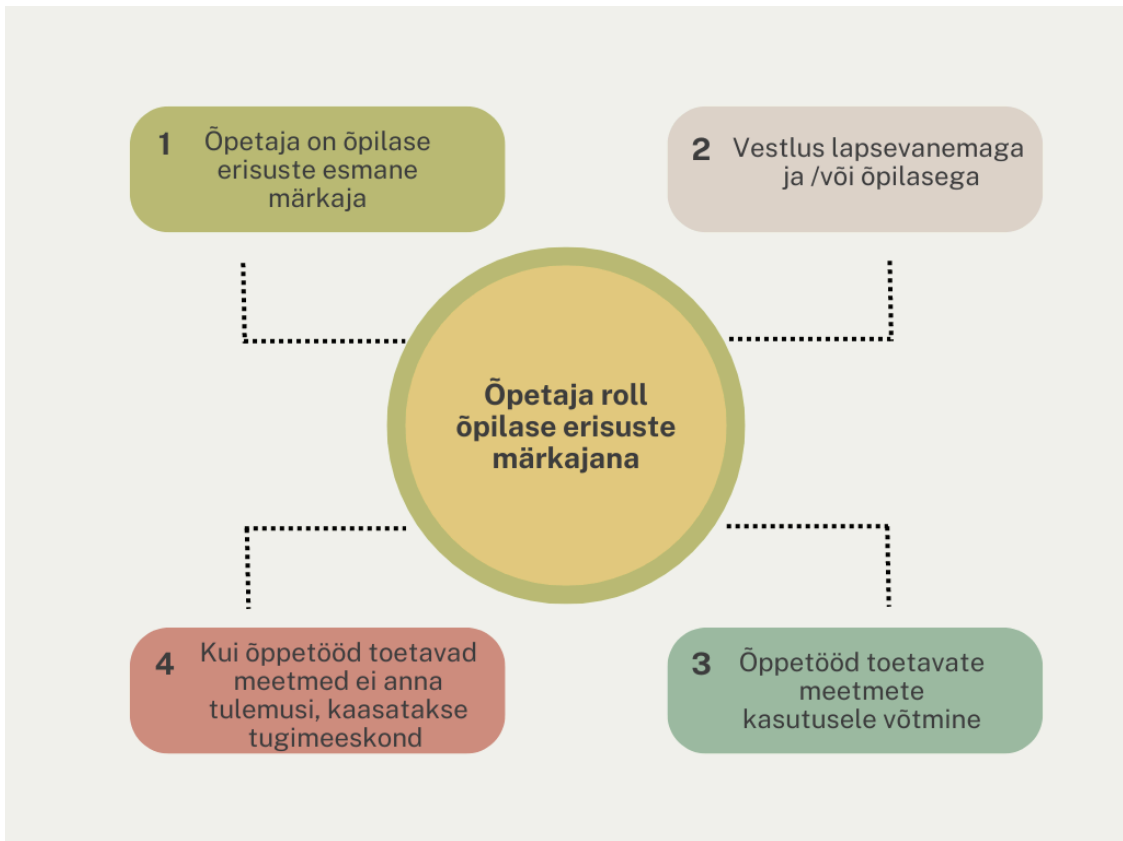 1 Õpetaja on õpilase
erisuste esmane
märkaja
2 Vestlus lapsevanemaga
ja /või õpilasega
Õpetaja roll
õpilase erisuste
märkajana
4 Kui õppetööd toetavad
meetmed ei anna
tulemusi, kaasatakse
tugimeeskond
3 Õppetööd toetavate
meetmete
kasutusele võtmine